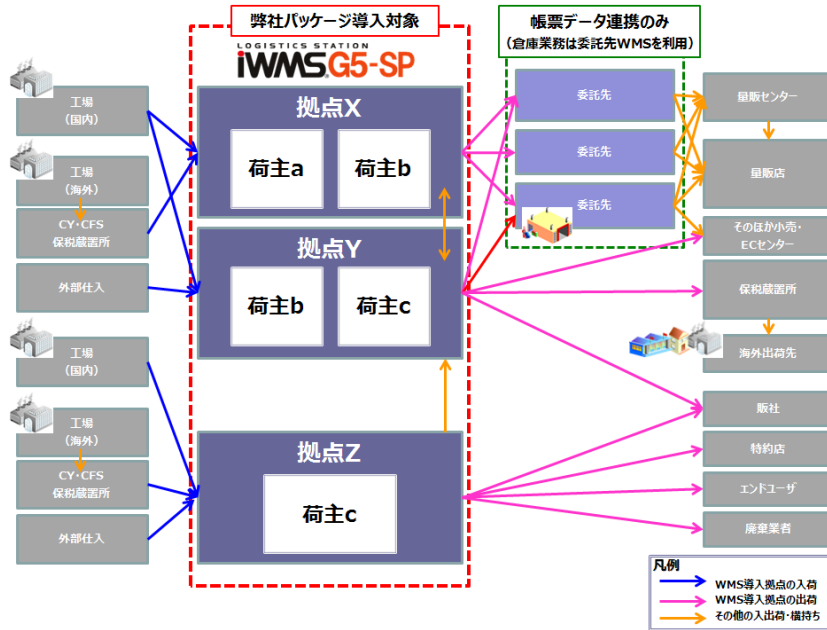 弊社パッケージ導入対象
帳票データ連携のみ
（倉庫業務は委託先WMSを利用）
LOGISTICS STATION
iWMS G5-SP
工場
（国内）
工場
（海外）
CY・CFS
保税蔵置所
外部仕入
工場
（国内）
工場
（海外）
CY・CFS
保税蔵置所
外部仕入
拠点X
荷主a
荷主b
拠点Y
荷主b
荷主c
拠点Z
荷主c
委託先
委託先
委託先
量販センター
量販店
そのほか小売・
ECセンター
保税蔵置所
海外出荷先
販社
特約店
エンドユーザ
廃棄業者
凡例
WMS導入拠点の入荷
WMS導入拠点の出荷
その他の入出荷・横持ち